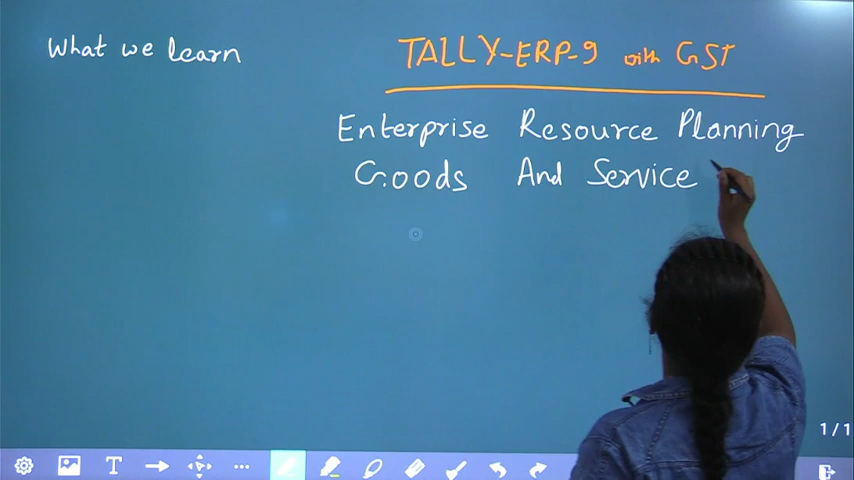 What we learn
TALLY-ERP-9 with GST
Enterprise Resource Planning
Goods And Service
1/1
T